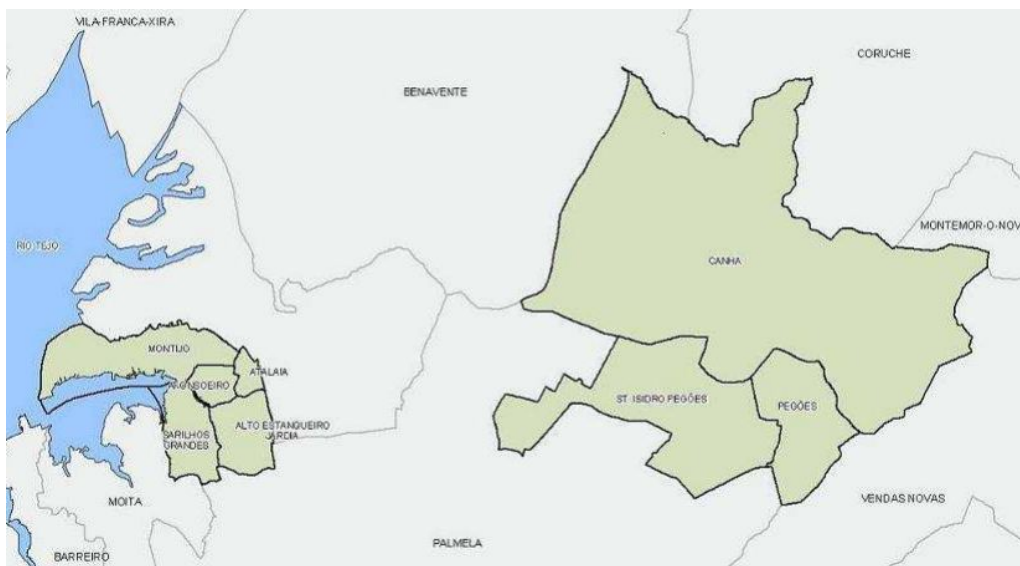 VILA-FRANCA-XIRA
CORUCHE
BENAVENTE
MONTEMOR-O-NOV
RIO TEJO
CANHA
MONTIJO
ATALAIA
AFONSOEIRO
ST. ISIDRO PEGÕES
PEGÕES
ALTO ESTANQUEIRO
JARDIA
SARILHOS
GRANDES
MOITA
VENDAS NOVAS
PALMELA
BARREIRO